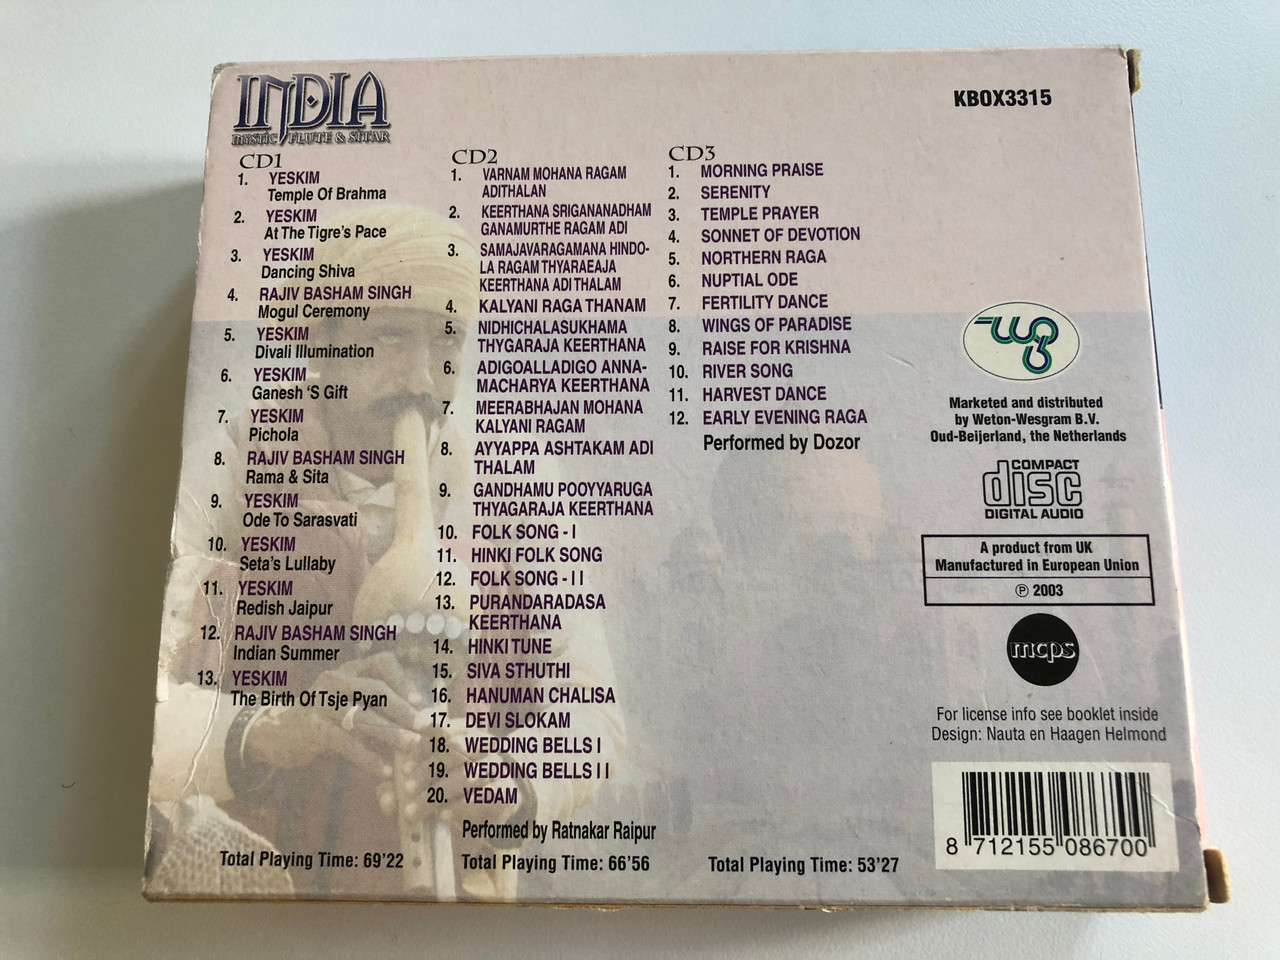 INDIA
MYSTIC FLUTE & SITAR
KBOX3315
CD1
1. YESKIM
Temple Of Brahma
2. YESKIM
At The Tigre's Pace
3. YESKIM
Dancing Shiva
4. RAJIV BASHAM SINGH
Mogul Ceremony
5. YESKIM
Divali Illumination
6. YESKIM
Ganesh 'S Gift
7. YESKIM
Pichola
8. RAJIV BASHAM SINGH
Rama & Sita
9. YESKIM
Ode To Sarasvati
10. YESKIM
Seta's Lullaby
11. YESKIM
Redish Jaipur
12. RAJIV BASHAM SINGH
Indian Summer
13. YESKIM
The Birth Of Tsje Pyan
Total Playing Time: 69'22
CD2
1. VARNAM MOHANA RAGAM
ADITHALAN
2. KEERTHANA SRIGANANADHAM
GANAMURTHE RAGAM ADI
3. SAMAJAVARAGAMANA HINDO-
LA RAGAM THYARAEAJA
KEERTHANA ADI THALAM
4. KALYANI RAGA THANAM
5. NIDHICHALASUKHAMA
THYGARAJA KEERTHANA
6. ADIGOALLADIGO ANNA-
MACHARYA KEERTHANA
7. MEERABHAJAN MOHANA
KALYANI RAGAM
8. AYYAPPA ASHTAKAM ADI
THALAM
9. GANDHAMU POOYYARUGA
THYAGARAJA KEERTHANA
10. FOLK SONG - I
11. HINKI FOLK SONG
12. FOLK SONG - I I
13. PURANDARADASA
KEERTHANA
14. HINKI TUNE
15. SIVA STHUTHI
16. HANUMAN CHALISA
17. DEVI SLOKAM
18. WEDDING BELLS I
19. WEDDING BELLS I I
20. VEDAM
Performed by Ratnakar Raipur
Total Playing Time: 66'56
CD3
1. MORNING PRAISE
2. SERENITY
3. TEMPLE PRAYER
4. SONNET OF DEVOTION
5. NORTHERN RAGA
6. NUPTIAL ODE
7. FERTILITY DANCE
8. WINGS OF PARADISE
9. RAISE FOR KRISHNA
10. RIVER SONG
11. HARVEST DANCE
12. EARLY EVENING RAGA
Performed by Dozor
Total Playing Time: 53'27
Marketed and distributed
by Weton-Wesgram B.V.
Oud-Beijerland, the Netherlands
COMPACT
disc
DIGITAL AUDIO
A product from UK
Manufactured in European Union
℗ 2003
mcps
For license info see booklet inside
Design: Nauta en Haagen Helmond
8 712155 086700